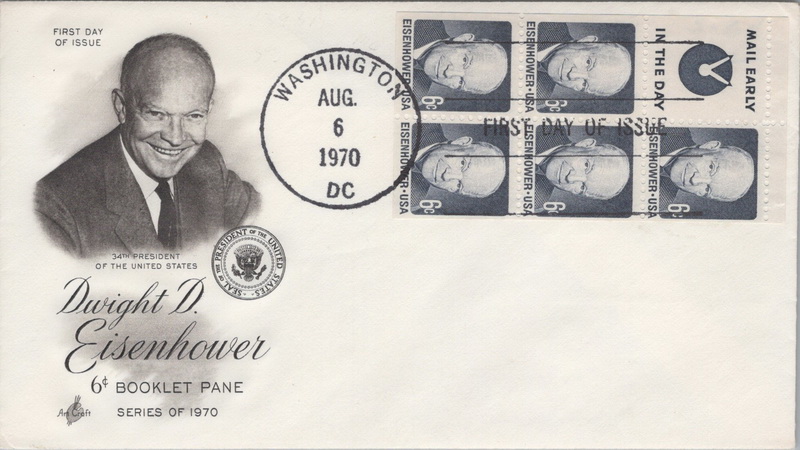 FIRST DAY
OF ISSUE
34TH PRESIDENT
OF THE UNITED STATES
SEAL OF THE PRESIDENT OF THE UNITED STATES
Dwight D.
Eisenhower
6¢ BOOKLET PANE
SERIES OF 1970
Art Craft
WASHINGTON
AUG.
6
1970
DC
FIRST DAY OF ISSUE
EISENHOWER·USA
6¢
EISENHOWER·USA
6¢
MAIL EARLY
IN THE DAY
EISENHOWER·USA
6¢
EISENHOWER·USA
6¢
EISENHOWER·USA
6¢